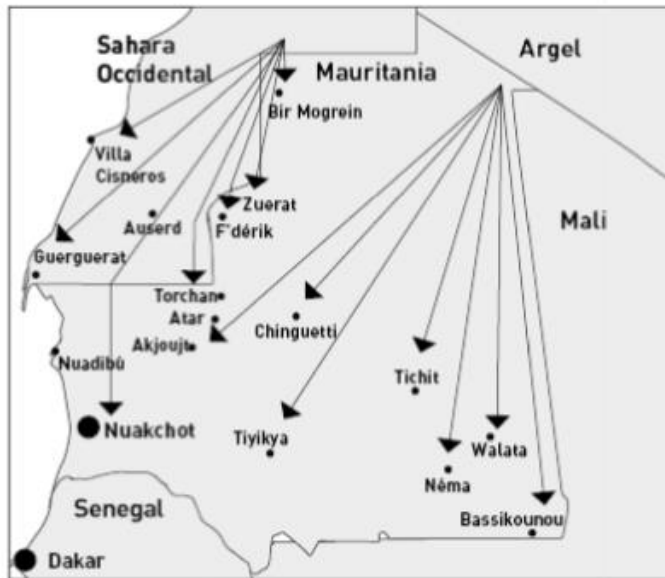 Sahara
Occidental
Argel
Mauritania
Bir Mogrein
Villa
Cisneros
Zuerat
Auserd
F'dérik
Mali
Guerguerat
Torchan
Atar
Chinguetti
Akjoujt
Nuadibú
Tichit
Nuakchot
Tiyikya
Walata
Néma
Senegal
Bassikounou
Dakar